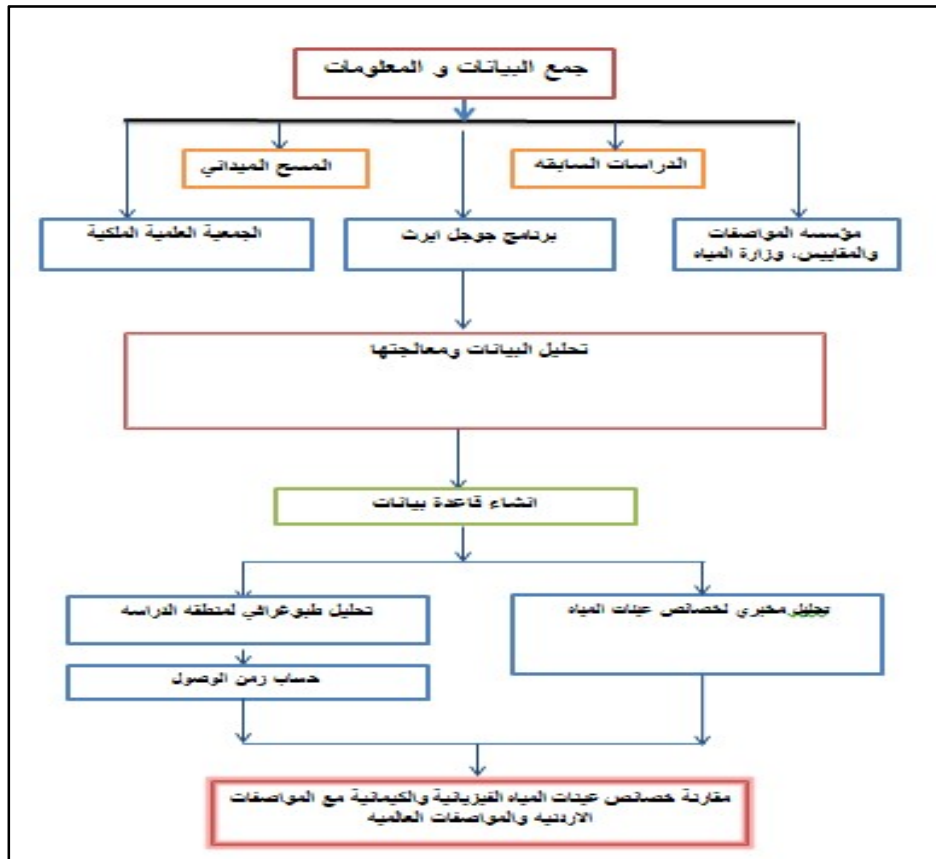 جمع البيانات و المعلومات
الدراسات السابقه
المسح الميداني
مؤسسه المواصفات
والمقاييس، وزارة المياه
برنامج جوجل ايرث
الجمعية العلمية الملكية
تحليل البيانات ومعالجتها
انشاء قاعدة بيانات
تحليل مخبري لخصائص عينات المياه
تحليل طبوغرافي لمنطقه الدراسه
حساب زمن الوصول
مقارنة خصائص عينات المياه الفيزيائية والكيمائية مع المواصفات
الاردنيه والمواصفات العالميه